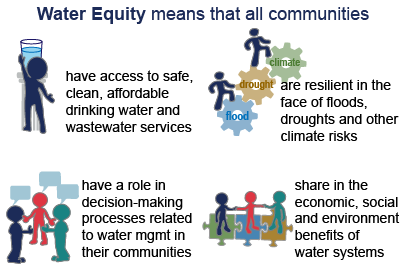 Water Equity means that all communities
have access to safe,
clean, affordable
drinking water and
wastewater services
climate
drought
flood
are resilient in the
face of floods,
droughts and other
climate risks
have a role in
decision-making
processes related
to water mgmt in
their communities
share in the
economic, social
and environment
benefits of
water systems